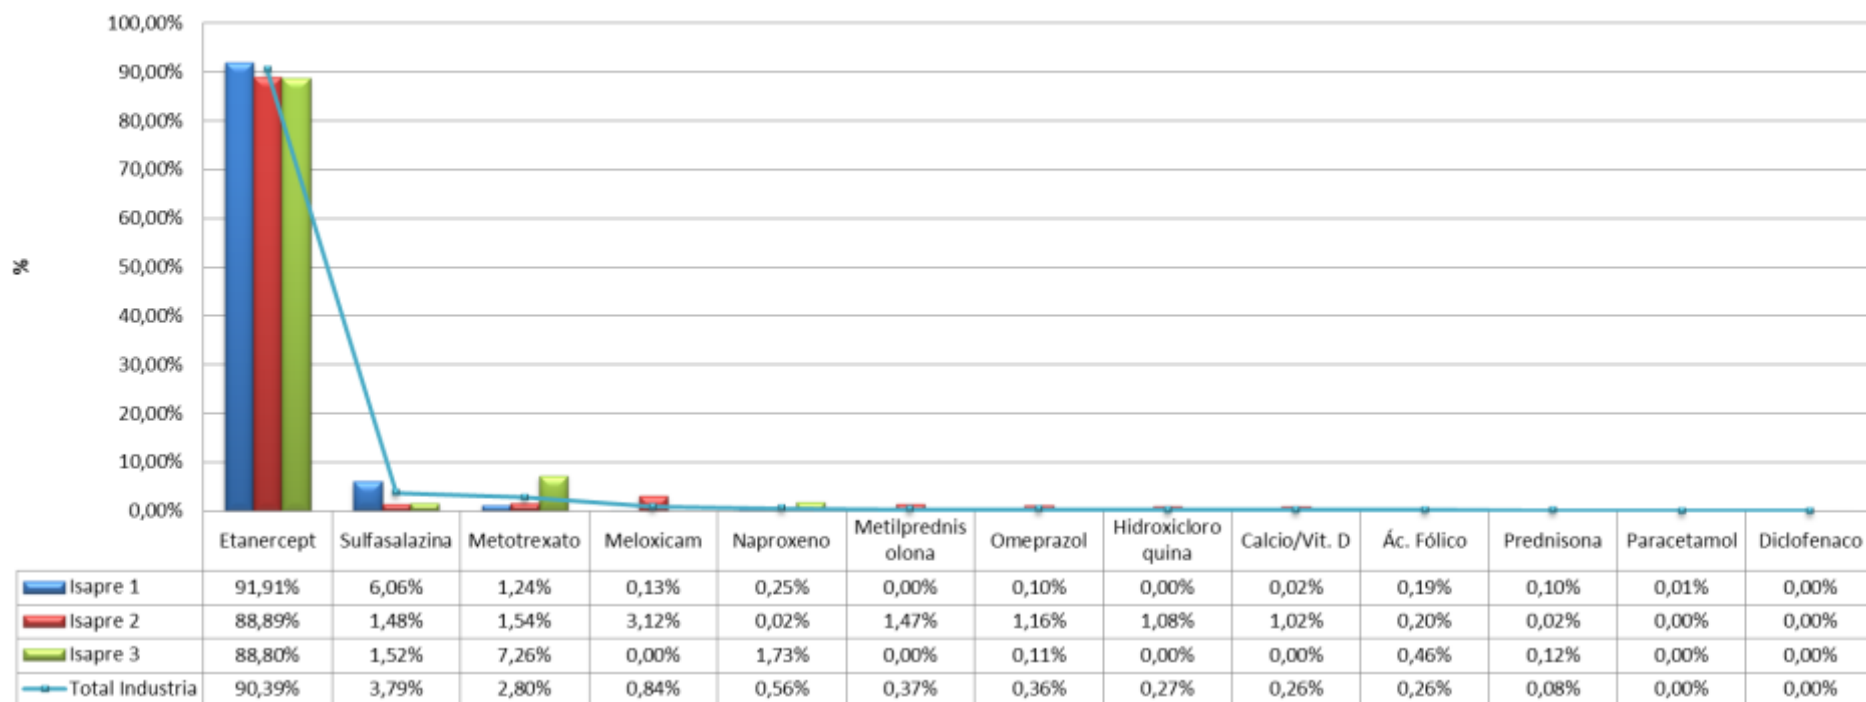 100,00%
90,00%
80,00%
70,00%
60,00%
50,00%
40,00%
30,00%
20,00%
10,00%
0,00%
%
Etanercept Sulfasalazina Metotrexato Meloxicam Naproxeno Metilprednis olona Omeprazol Hidroxicloro quina Calcio/Vit. D Ác. Fólico Prednisona Paracetamol Diclofenaco
Isapre 1 91,91% 6,06% 1,24% 0,13% 0,25% 0,00% 0,10% 0,00% 0,02% 0,19% 0,10% 0,01% 0,00%
Isapre 2 88,89% 1,48% 1,54% 3,12% 0,02% 1,47% 1,16% 1,08% 1,02% 0,20% 0,02% 0,00% 0,00%
Isapre 3 88,80% 1,52% 7,26% 0,00% 1,73% 0,00% 0,11% 0,00% 0,00% 0,46% 0,12% 0,00% 0,00%
Total Industria 90,39% 3,79% 2,80% 0,84% 0,56% 0,37% 0,36% 0,27% 0,26% 0,26% 0,08% 0,00% 0,00%